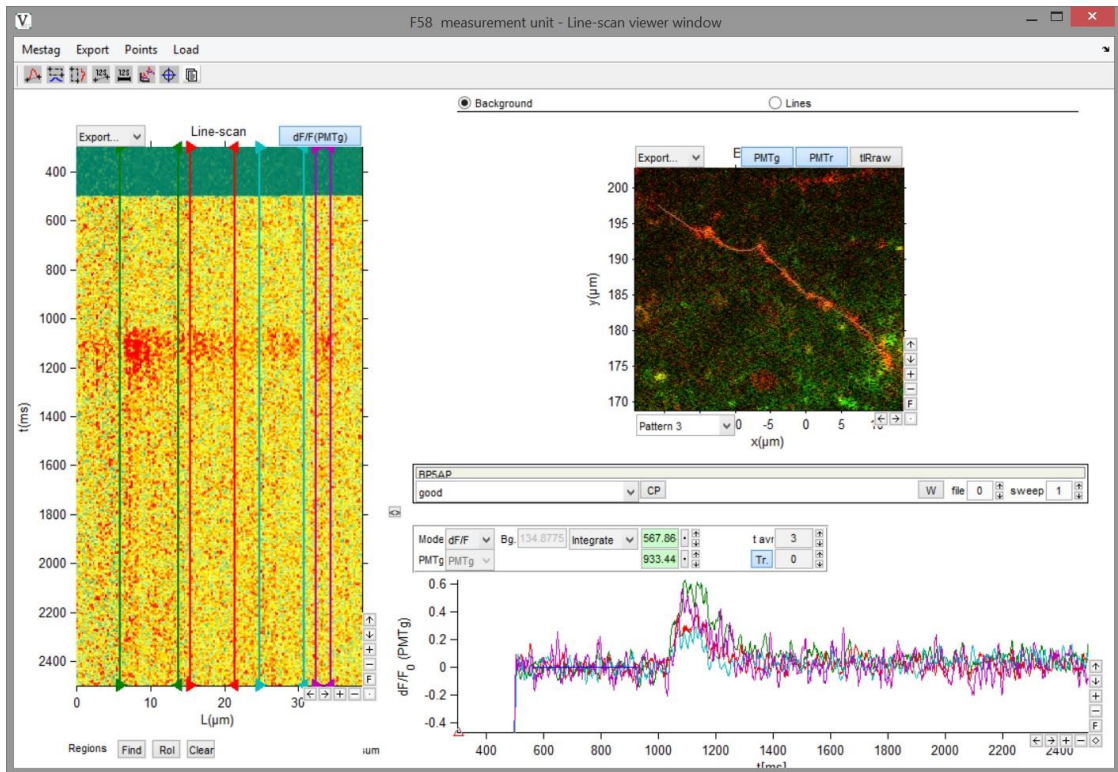 F58 measurement unit - Line-scan viewer window
Mestag Export Points Load
Background Lines
Export... Line-scan dF/F(PMTg)
400
600
800
1000
1200
1400
1600
1800
2000
2200
2400
t(ms)
0 10 20 30
L(µm)
F
Regions Find RoI Clear
Export... E PMTg PMTr tIRraw
200
195
190
185
180
175
170
y(µm)
F
Pattern 3 0 -5 0 5
x(µm)
BPSAP
good CP W file 0 sweep 1
Mode dF/F Bg. 134.8775 Integrate 567.86 t avr 3
PMTg PMTg 933.44 Tr. 0
0.6
0.4
0.2
0
-0.2
-0.4
dF/F0 (PMTg)
F
400 600 800 1000 1200 1400 1600 1800 2000 2200 2400
t[ms]